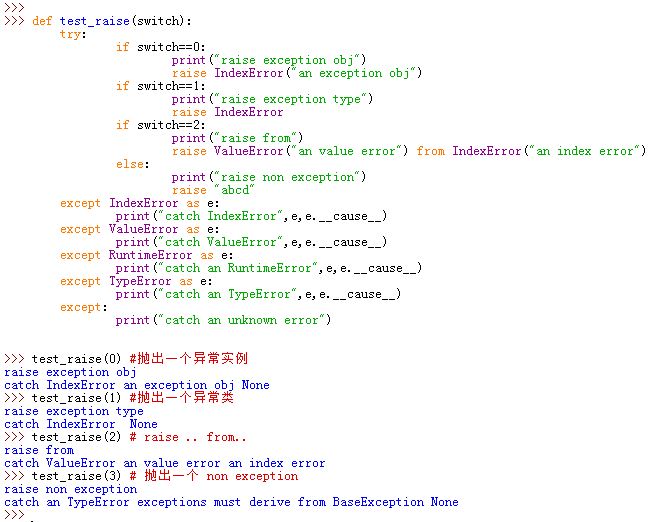 >>>
>>> def test_raise(switch):
try:
if switch==0:
print("raise exception obj")
raise IndexError("an exception obj")
if switch==1:
print("raise exception type")
raise IndexError
if switch==2:
print("raise from")
raise ValueError("an value error") from IndexError("an index error")
else:
print("raise non exception")
raise "abcd"
except IndexError as e:
print("catch IndexError",e,e.__cause__)
except ValueError as e:
print("catch ValueError",e,e.__cause__)
except RuntimeError as e:
print("catch an RuntimeError",e,e.__cause__)
except TypeError as e:
print("catch an TypeError",e,e.__cause__)
except:
print("catch an unknown error")
>>> test_raise(0) #抛出一个异常实例
raise exception obj
catch IndexError an exception obj None
>>> test_raise(1) #抛出一个异常类
raise exception type
catch IndexError  None
>>> test_raise(2) # raise .. from..
raise from
catch ValueError an value error an index error
>>> test_raise(3) # 抛出一个 non exception
raise non exception
catch an TypeError exceptions must derive from BaseException None
>>>